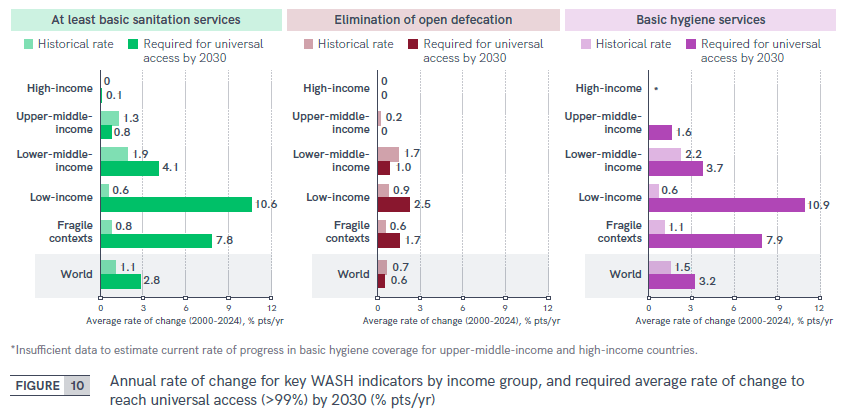 At least basic sanitation services
Historical rate
Required for universal
access by 2030
High-income
0
0.1
Upper-middle-
income
1.3
0.8
Lower-middle-
income
1.9
4.1
Low-income
0.6
10.6
Fragile
contexts
0.8
7.8
World
1.1
2.8
0 3 6 9 12
Average rate of change (2000-2024), % pts/yr
Elimination of open defecation
Historical rate
Required for universal
access by 2030
High-income
0
0
Upper-middle-
income
0.2
0
Lower-middle-
income
1.7
1.0
Low-income
0.9
2.5
Fragile
contexts
0.6
1.7
World
0.7
0.6
0 3 6 9 12
Average rate of change (2000-2024), % pts/yr
Basic hygiene services
Historical rate
Required for universal
access by 2030
High-income
*
Upper-middle-
income
1.6
Lower-middle-
income
2.2
3.7
Low-income
0.6
10.9
Fragile
contexts
1.1
7.9
World
1.5
3.2
0 3 6 9 12
Average rate of change (2000-2024), % pts/yr
*Insufficient data to estimate current rate of progress in basic hygiene coverage for upper-middle-income and high-income countries.
FIGURE 10
Annual rate of change for key WASH indicators by income group, and required average rate of change to
reach universal access (>99%) by 2030 (% pts/yr)